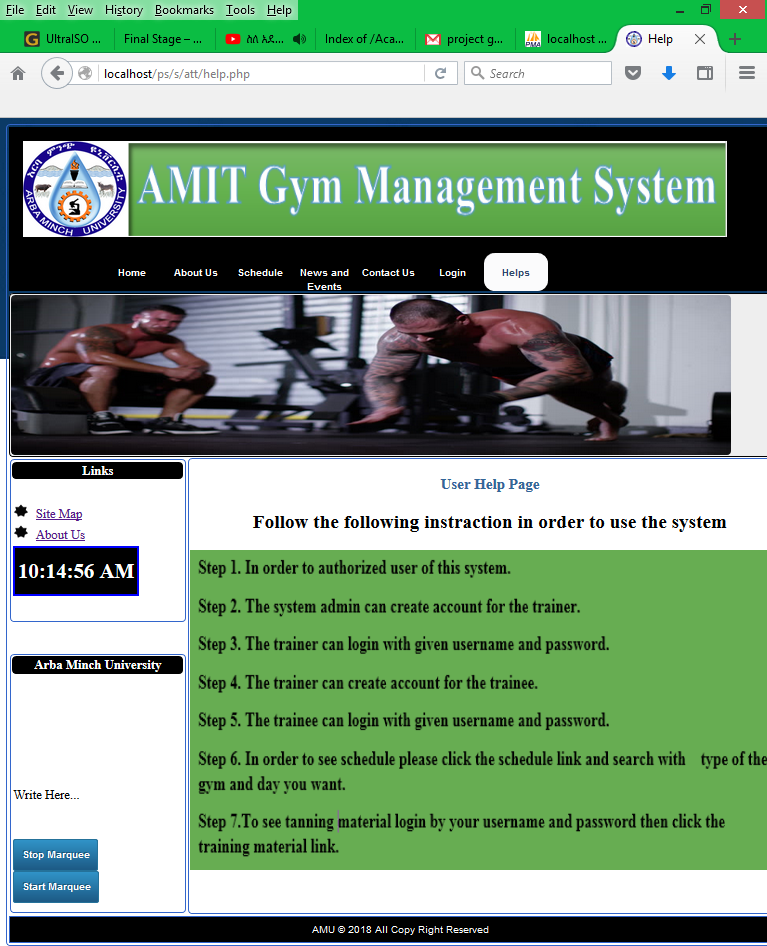 File Edit View History Bookmarks Tools Help
UltraISO ...
Final Stage – ...
ስለ አደ...
Index of /Aca...
project g...
localhost ...
Help
localhost/ps/s/att/help.php
Search
ARBA MINCH UNIVERSITY
AMIT Gym Management System
Home
About Us
Schedule
News and
Events
Contact Us
Login
Helps
Links
Site Map
About Us
10:14:56 AM
Arba Minch University
Write Here...
Stop Marquee
Start Marquee
User Help Page
Follow the following instraction in order to use the system
Step 1. In order to authorized user of this system.
Step 2. The system admin can create account for the trainer.
Step 3. The trainer can login with given username and password.
Step 4. The trainer can create account for the trainee.
Step 5. The trainee can login with given username and password.
Step 6. In order to see schedule please click the schedule link and search with type of the
gym and day you want.
Step 7.To see tanning material login by your username and password then click the
training material link.
AMU © 2018 All Copy Right Reserved